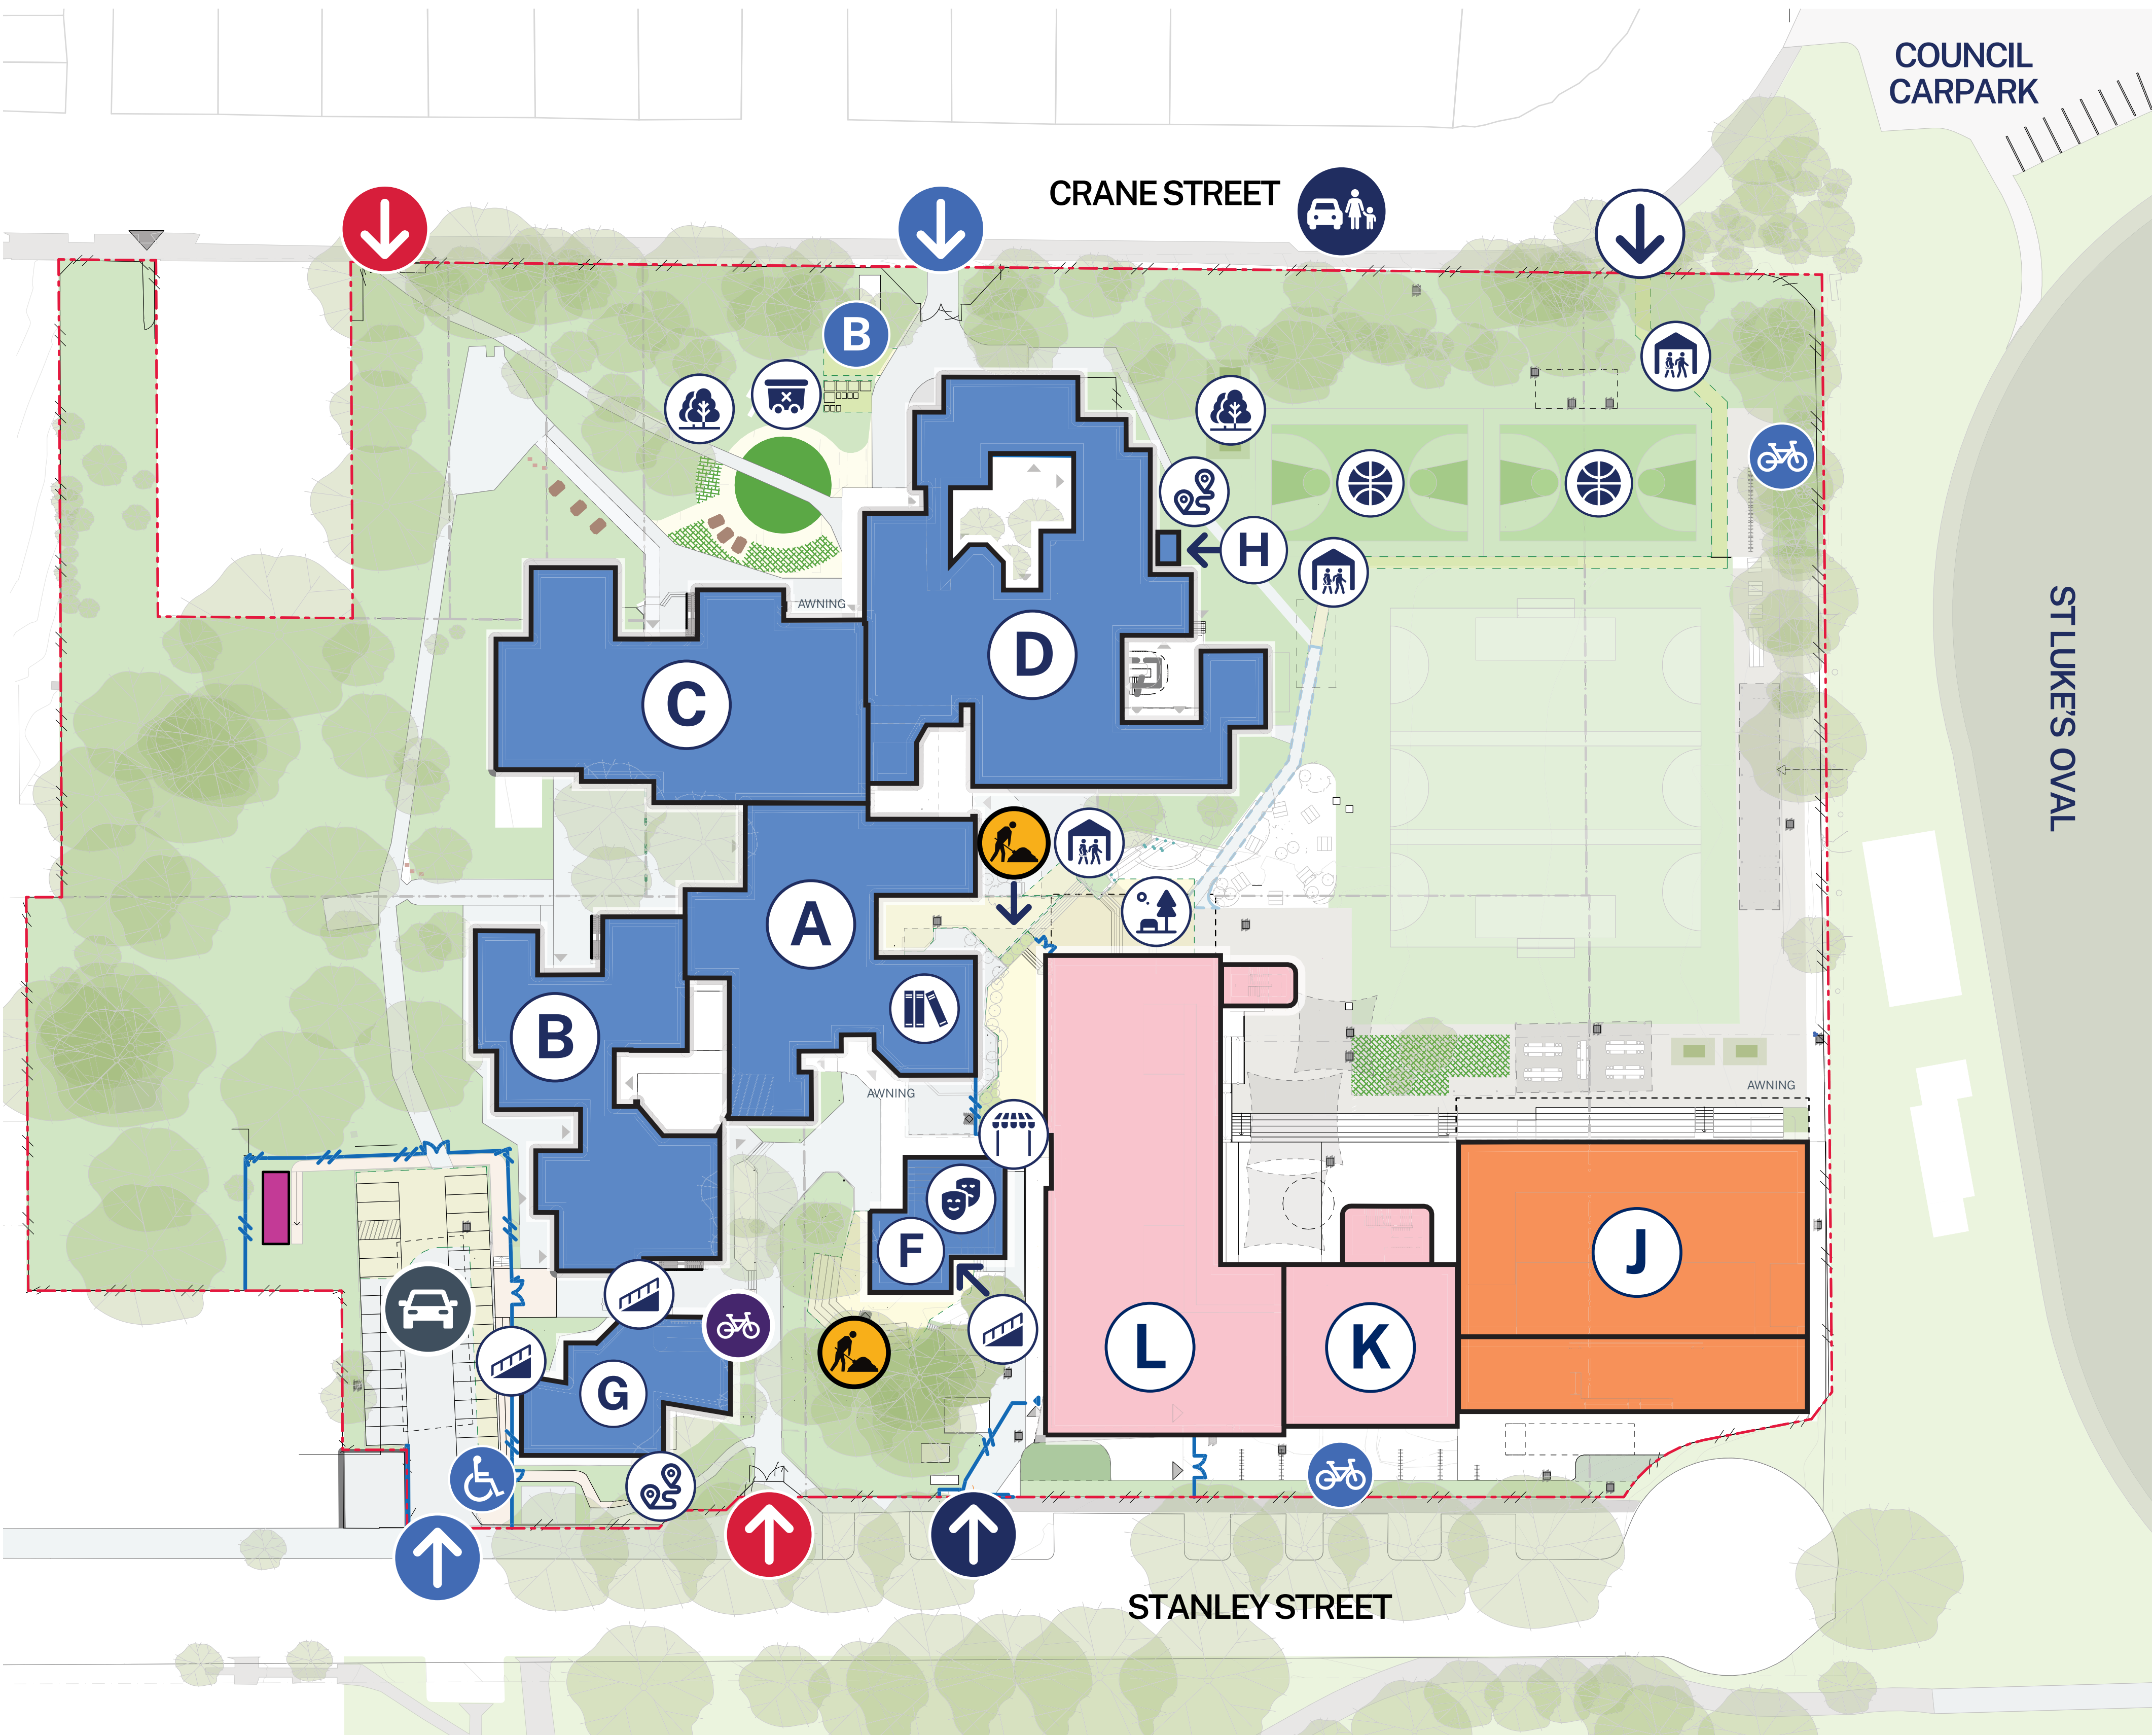 COUNCIL
CARPARK
CRANE STREET
B
H
AWNING
D
C
ST LUKE'S OVAL
A
B
AWNING
AWNING
F
J
L
K
G
STANLEY STREET